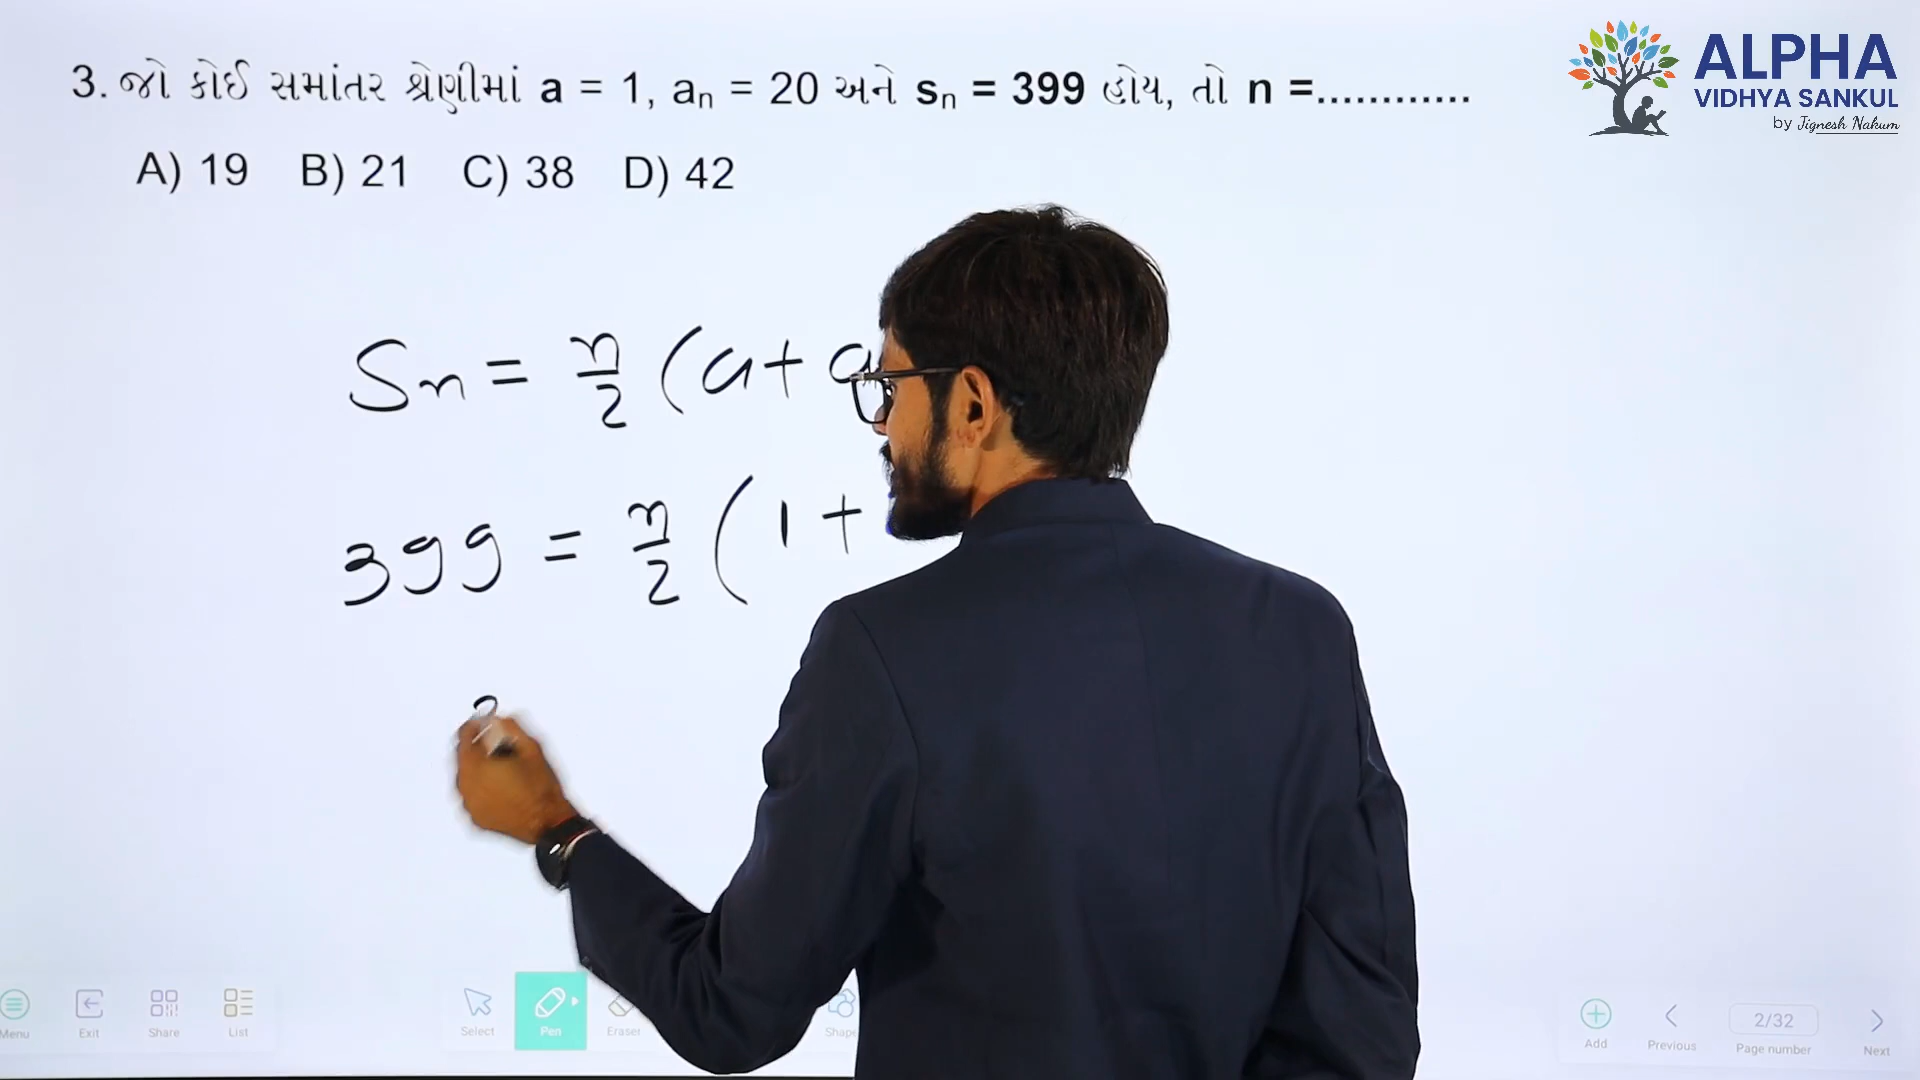 3. જો કોઈ સમાંતર શ્રેણીમાં a = 1, aₙ = 20 અને sₙ = 399 હોય, તો n =............
A) 19 B) 21 C) 38 D) 42
ALPHA
VIDHYA SANKUL
by Jignesh Nakum
Sn = n/2 (a + a
399 = n/2 (1 +
Menu Exit Share List Select Pen Eraser Shape Add Previous 2/32 Page number Next